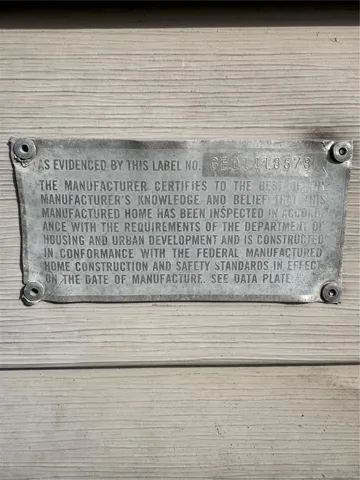 AS EVIDENCED BY THIS LABEL NO.
THE MANUFACTURER CERTIFIES TO THE BEST OF THE
MANUFACTURER'S KNOWLEDGE AND BELIEF THAT THIS
MANUFACTURED HOME HAS BEEN INSPECTED IN ACCORD-
ANCE WITH THE REQUIREMENTS OF THE DEPARTMENT OF
HOUSING AND URBAN DEVELOPMENT AND IS CONSTRUCTED
IN CONFORMANCE WITH THE FEDERAL MANUFACTURED
HOME CONSTRUCTION AND SAFETY STANDARDS IN EFFECT
ON THE DATE OF MANUFACTURE. SEE DATA PLATE.